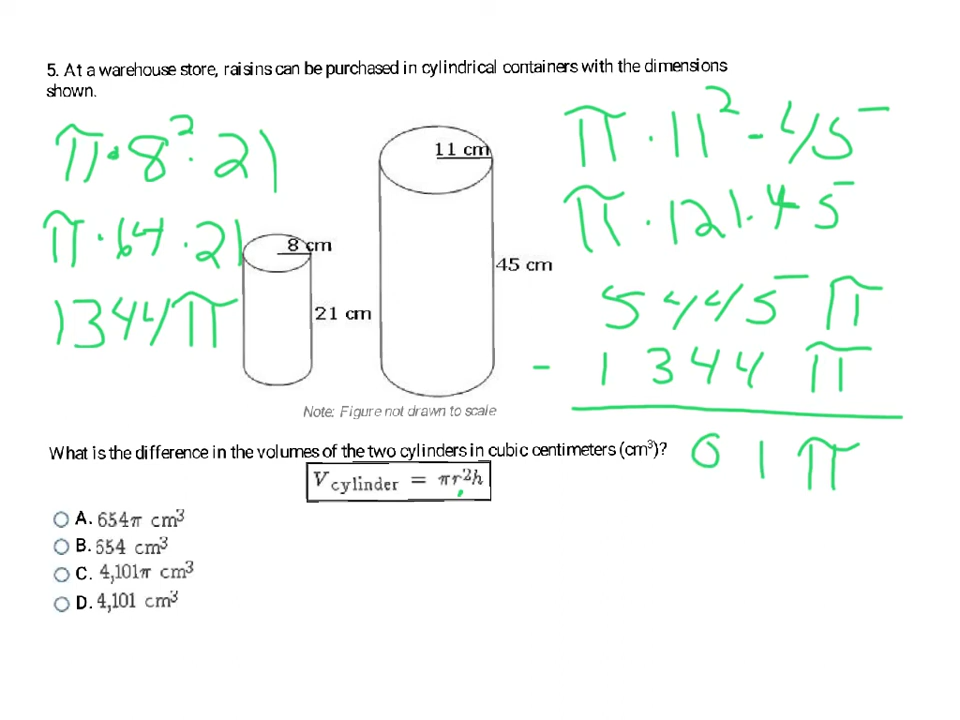 5. At a warehouse store, raisins can be purchased in cylindrical containers with the dimensions
shown.
π·8²·21
π·64·21
1344π
11 cm
8 cm
45 cm
21 cm
π·11²·45
π·121·45
5445π
- 1344π
01π
Note: Figure not drawn to scale
What is the difference in the volumes of the two cylinders in cubic centimeters (cm³)?
V cylinder = πr²h
A. 654π cm³
B. 654 cm³
C. 4,101π cm³
D. 4,101 cm³